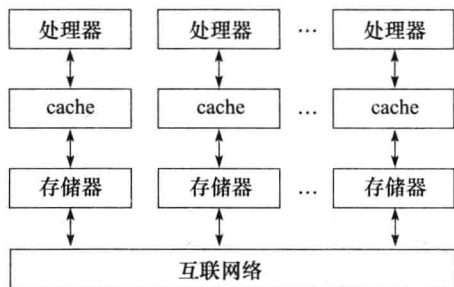 处理器 处理器 … 处理器
cache cache … cache
存储器 存储器 … 存储器
互联网络